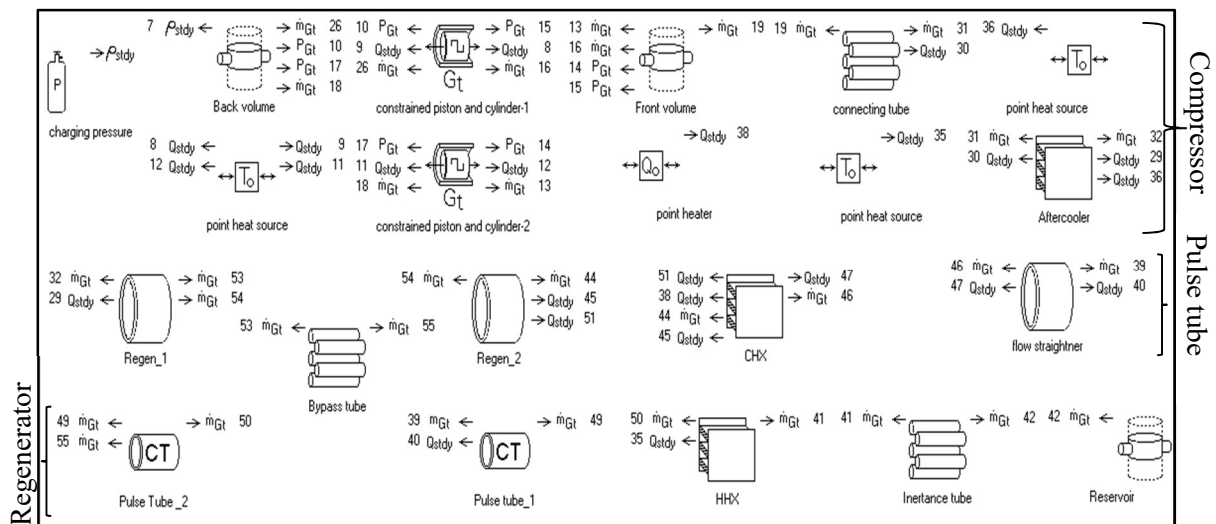 7 ρstdy ṁGt 26 10 PGt PGt 15 13 ṁGt ṁGt 19 19 ṁGt ṁGt 31 36 Qstdy
ρstdy PGt 10 9 Qstdy Qstdy 8 16 ṁGt Qstdy 30
P PGt 17 26 ṁGt ṁGt 16 14 PGt To
ṁGt 18 Gt 15 PGt
Back volume constrained piston and cylinder-1 Front volume connecting tube point heat source
charging pressure
Compressor
8 Qstdy Qstdy 9 17 PGt PGt 14 Qstdy 38 Qstdy 35 31 ṁGt ṁGt 32
12 Qstdy Qstdy 11 11 Qstdy Qstdy 12 30 Qstdy Qstdy 29
To 18 ṁGt ṁGt 13 Qo To Qstdy 36
Gt
point heat source constrained piston and cylinder-2 point heater point heat source Aftercooler
32 ṁGt ṁGt 53 54 ṁGt ṁGt 44 51 Qstdy Qstdy 47 46 ṁGt ṁGt 39
29 Qstdy ṁGt 54 Qstdy 45 38 Qstdy ṁGt 46 47 Qstdy Qstdy 40
53 ṁGt ṁGt 55 Qstdy 51 44 ṁGt
45 Qstdy
Regen_1 Regen_2 CHX flow straightner
Bypass tube
Pulse tube
49 ṁGt ṁGt 50 39 ṁGt ṁGt 49 50 ṁGt ṁGt 41 41 ṁGt ṁGt 42 42 ṁGt
55 ṁGt 40 Qstdy 35 Qstdy
CT CT
Pulse Tube _2 Pulse tube_1 HHX Inertance tube Reservoir
Regenerator